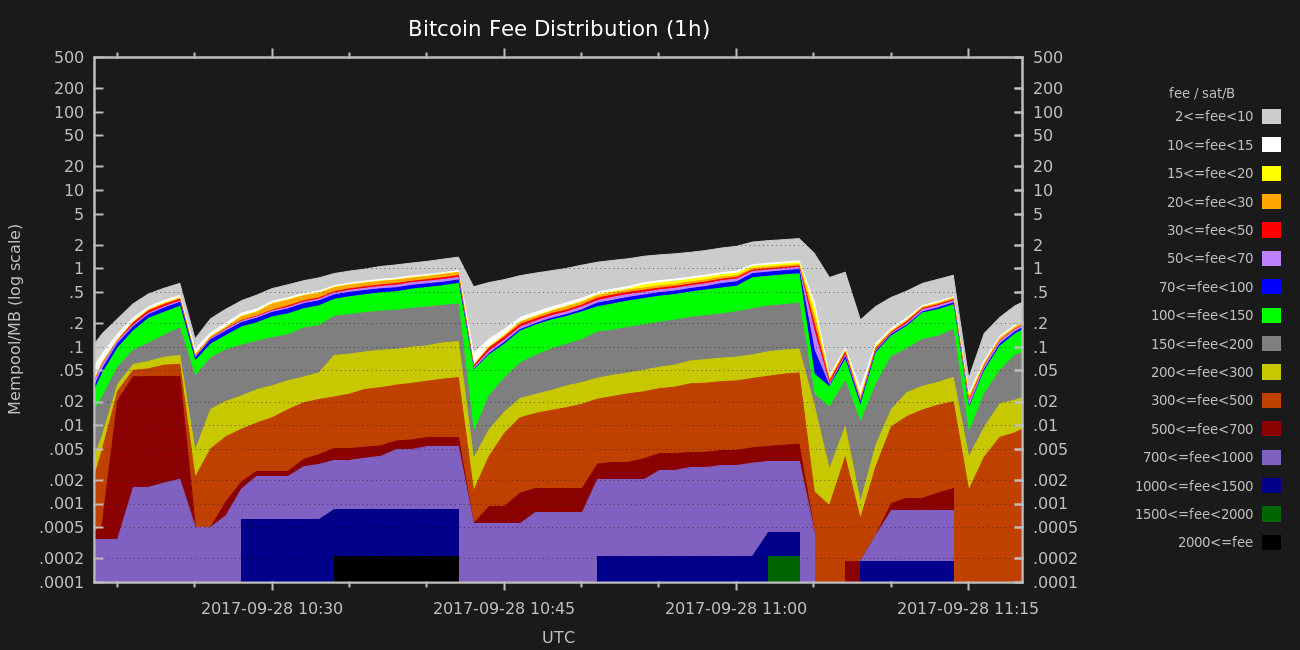 Bitcoin Fee Distribution (1h)
Mempool/MB (log scale)
500
200
100
50
20
10
5
2
1
.5
.2
.1
.05
.02
.01
.005
.002
.001
.0005
.0002
.0001
500
200
100
50
20
10
5
2
1
.5
.2
.1
.05
.02
.01
.005
.002
.001
.0005
.0002
.0001
2017-09-28 10:30
2017-09-28 10:45
2017-09-28 11:00
2017-09-28 11:15
UTC
fee / sat/B
2<=fee<10
10<=fee<15
15<=fee<20
20<=fee<30
30<=fee<50
50<=fee<70
70<=fee<100
100<=fee<150
150<=fee<200
200<=fee<300
300<=fee<500
500<=fee<700
700<=fee<1000
1000<=fee<1500
1500<=fee<2000
2000<=fee